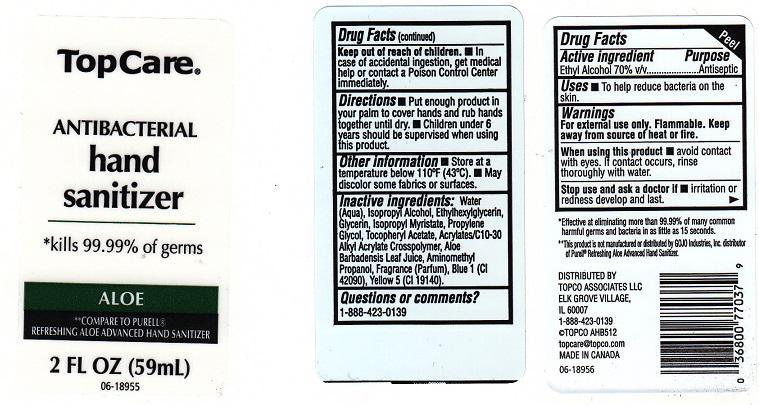 TopCare®
ANTIBACTERIAL
hand
sanitizer
*kills 99.99% of germs
ALOE
**COMPARE TO PURELL®
REFRESHING ALOE ADVANCED HAND SANITIZER
2 FL OZ (59mL)
06-18955
Drug Facts (continued)
Keep out of reach of children. ■ In
case of accidental ingestion, get medical
help or contact a Poison Control Center
immediately.
Directions ■ Put enough product in
your palm to cover hands and rub hands
together until dry. ■ Children under 6
years should be supervised when using
this product.
Other information ■ Store at a
temperature below 110ºF (43ºC). ■ May
discolor some fabrics or surfaces.
Inactive ingredients: Water
(Aqua), Isopropyl Alcohol, Ethylhexylglycerin,
Glycerin, Isopropyl Myristate, Propylene
Glycol, Tocopheryl Acetate, Acrylates/C10-30
Alkyl Acrylate Crosspolymer, Aloe
Barbadensis Leaf Juice, Aminomethyl
Propanol, Fragrance (Parfum), Blue 1 (CI
42090), Yellow 5 (CI 19140).
Questions or comments?
1-888-423-0139
Peel
Drug Facts
Active ingredient Purpose
Ethyl Alcohol 70% v/v......................Antiseptic
Uses ■ To help reduce bacteria on the
skin.
Warnings
For external use only. Flammable. Keep
away from source of heat or fire.
When using this product ■ avoid contact
with eyes. If contact occurs, rinse
thoroughly with water.
Stop use and ask a doctor if ■ irritation or
redness develop and last. ►
*Effective at eliminating more than 99.99% of many common
harmful germs and bacteria in as little as 15 seconds.
**This product is not manufactured or distributed by GOJO Industries, Inc. distributor
of Purell® Refreshing Aloe Advanced Hand Sanitizer.
DISTRIBUTED BY
TOPCO ASSOCIATES LLC
ELK GROVE VILLAGE,
IL 60007
1-888-423-0139
©TOPCO AHB512
topcare@topco.com
MADE IN CANADA
06-18956
0 36800 77037 9